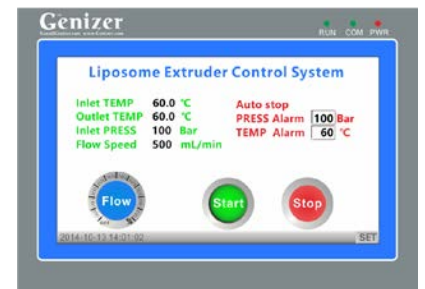 Genizer
RUN COM PWR
Liposome Extruder Control System
Inlet TEMP 60.0 ℃
Outlet TEMP 60.0 ℃
Inlet PRESS 100 Bar
Flow Speed 500 mL/min
Auto stop
PRESS Alarm 100 Bar
TEMP Alarm 60 ℃
Flow
Start
Stop
2014-10-13 14:01:02
SET